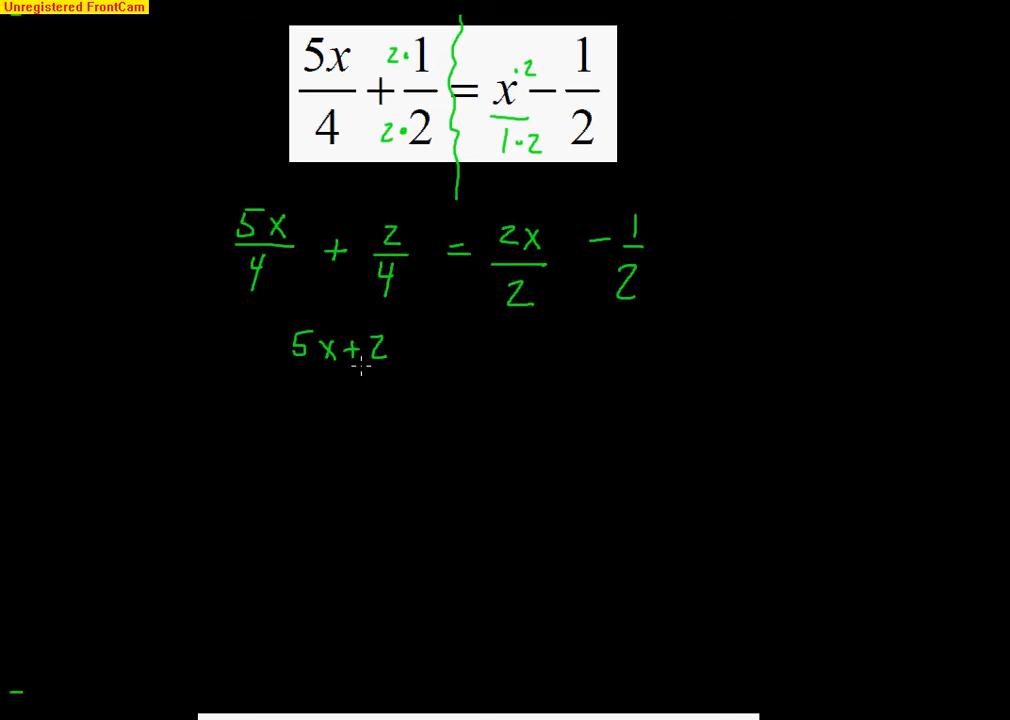 Unregistered FrontCam
5x/4 + 2·1/2·2 = x·2/1·2 − 1/2
5x/4 + 2/4 = 2x/2 − 1/2
5x+2